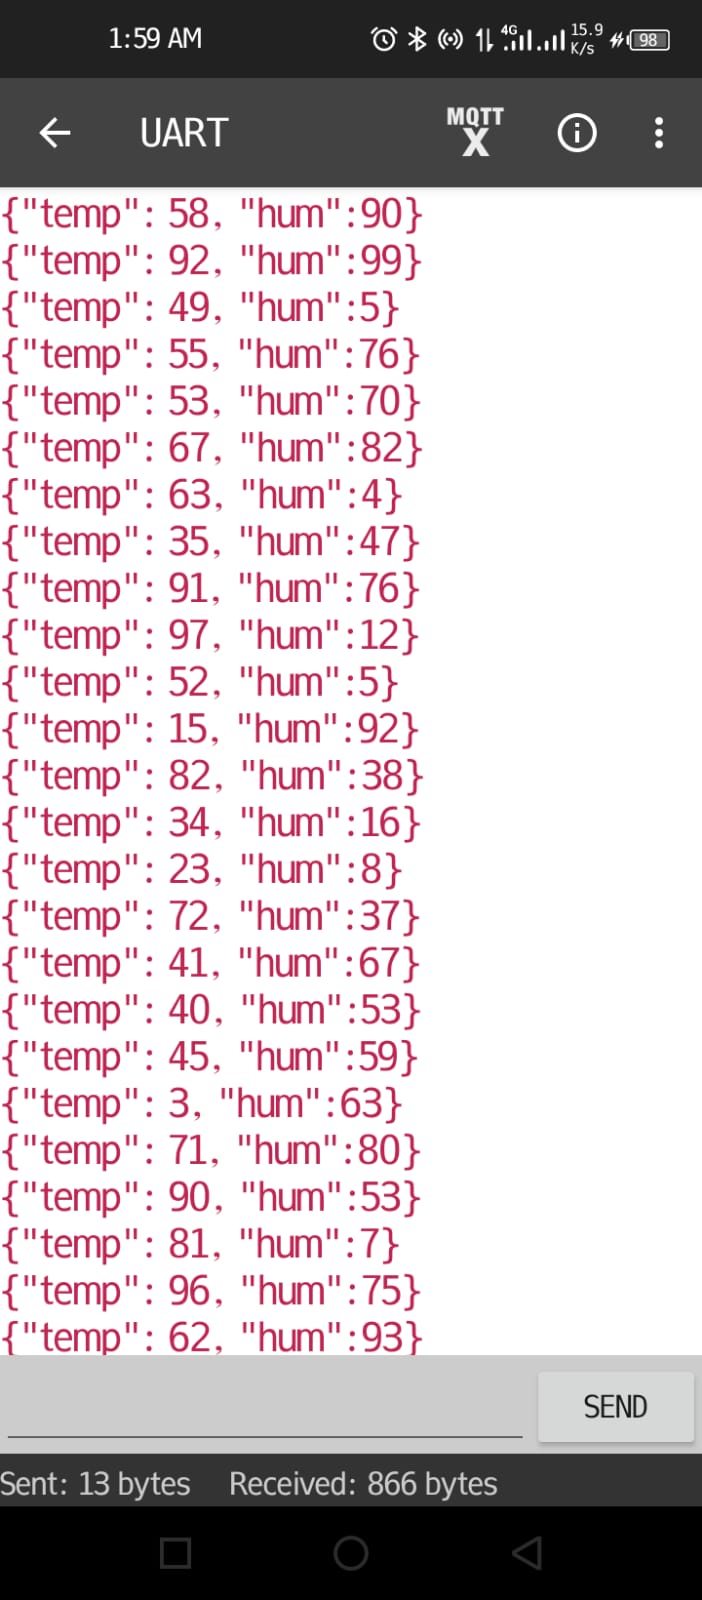 1:59 AM 4G 15.9 K/s 98
UART MQTT X
{"temp": 58, "hum":90}
{"temp": 92, "hum":99}
{"temp": 49, "hum":5}
{"temp": 55, "hum":76}
{"temp": 53, "hum":70}
{"temp": 67, "hum":82}
{"temp": 63, "hum":4}
{"temp": 35, "hum":47}
{"temp": 91, "hum":76}
{"temp": 97, "hum":12}
{"temp": 52, "hum":5}
{"temp": 15, "hum":92}
{"temp": 82, "hum":38}
{"temp": 34, "hum":16}
{"temp": 23, "hum":8}
{"temp": 72, "hum":37}
{"temp": 41, "hum":67}
{"temp": 40, "hum":53}
{"temp": 45, "hum":59}
{"temp": 3, "hum":63}
{"temp": 71, "hum":80}
{"temp": 90, "hum":53}
{"temp": 81, "hum":7}
{"temp": 96, "hum":75}
{"temp": 62, "hum":93}
SEND
Sent: 13 bytes Received: 866 bytes